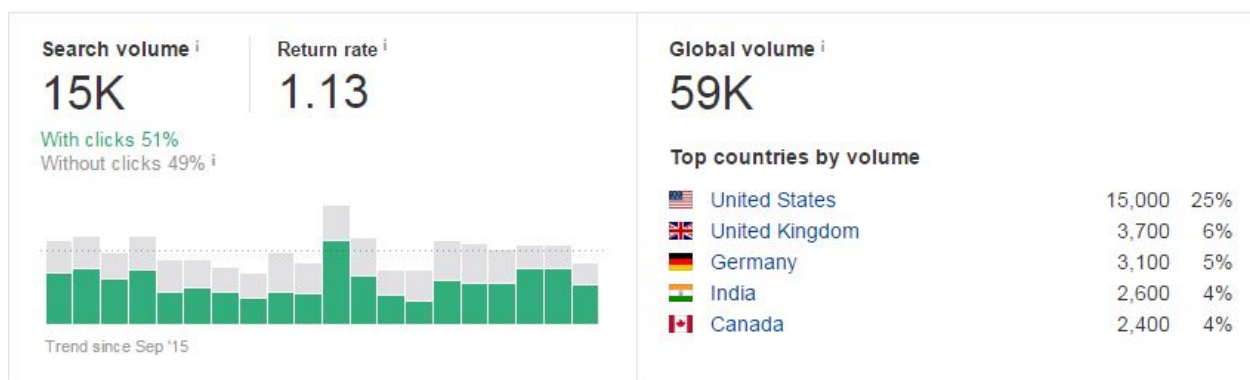 Search volume i
15K
With clicks 51%
Without clicks 49% i
Trend since Sep '15
Return rate i
1.13
Global volume i
59K
Top countries by volume
United States 15,000 25%
United Kingdom 3,700 6%
Germany 3,100 5%
India 2,600 4%
Canada 2,400 4%